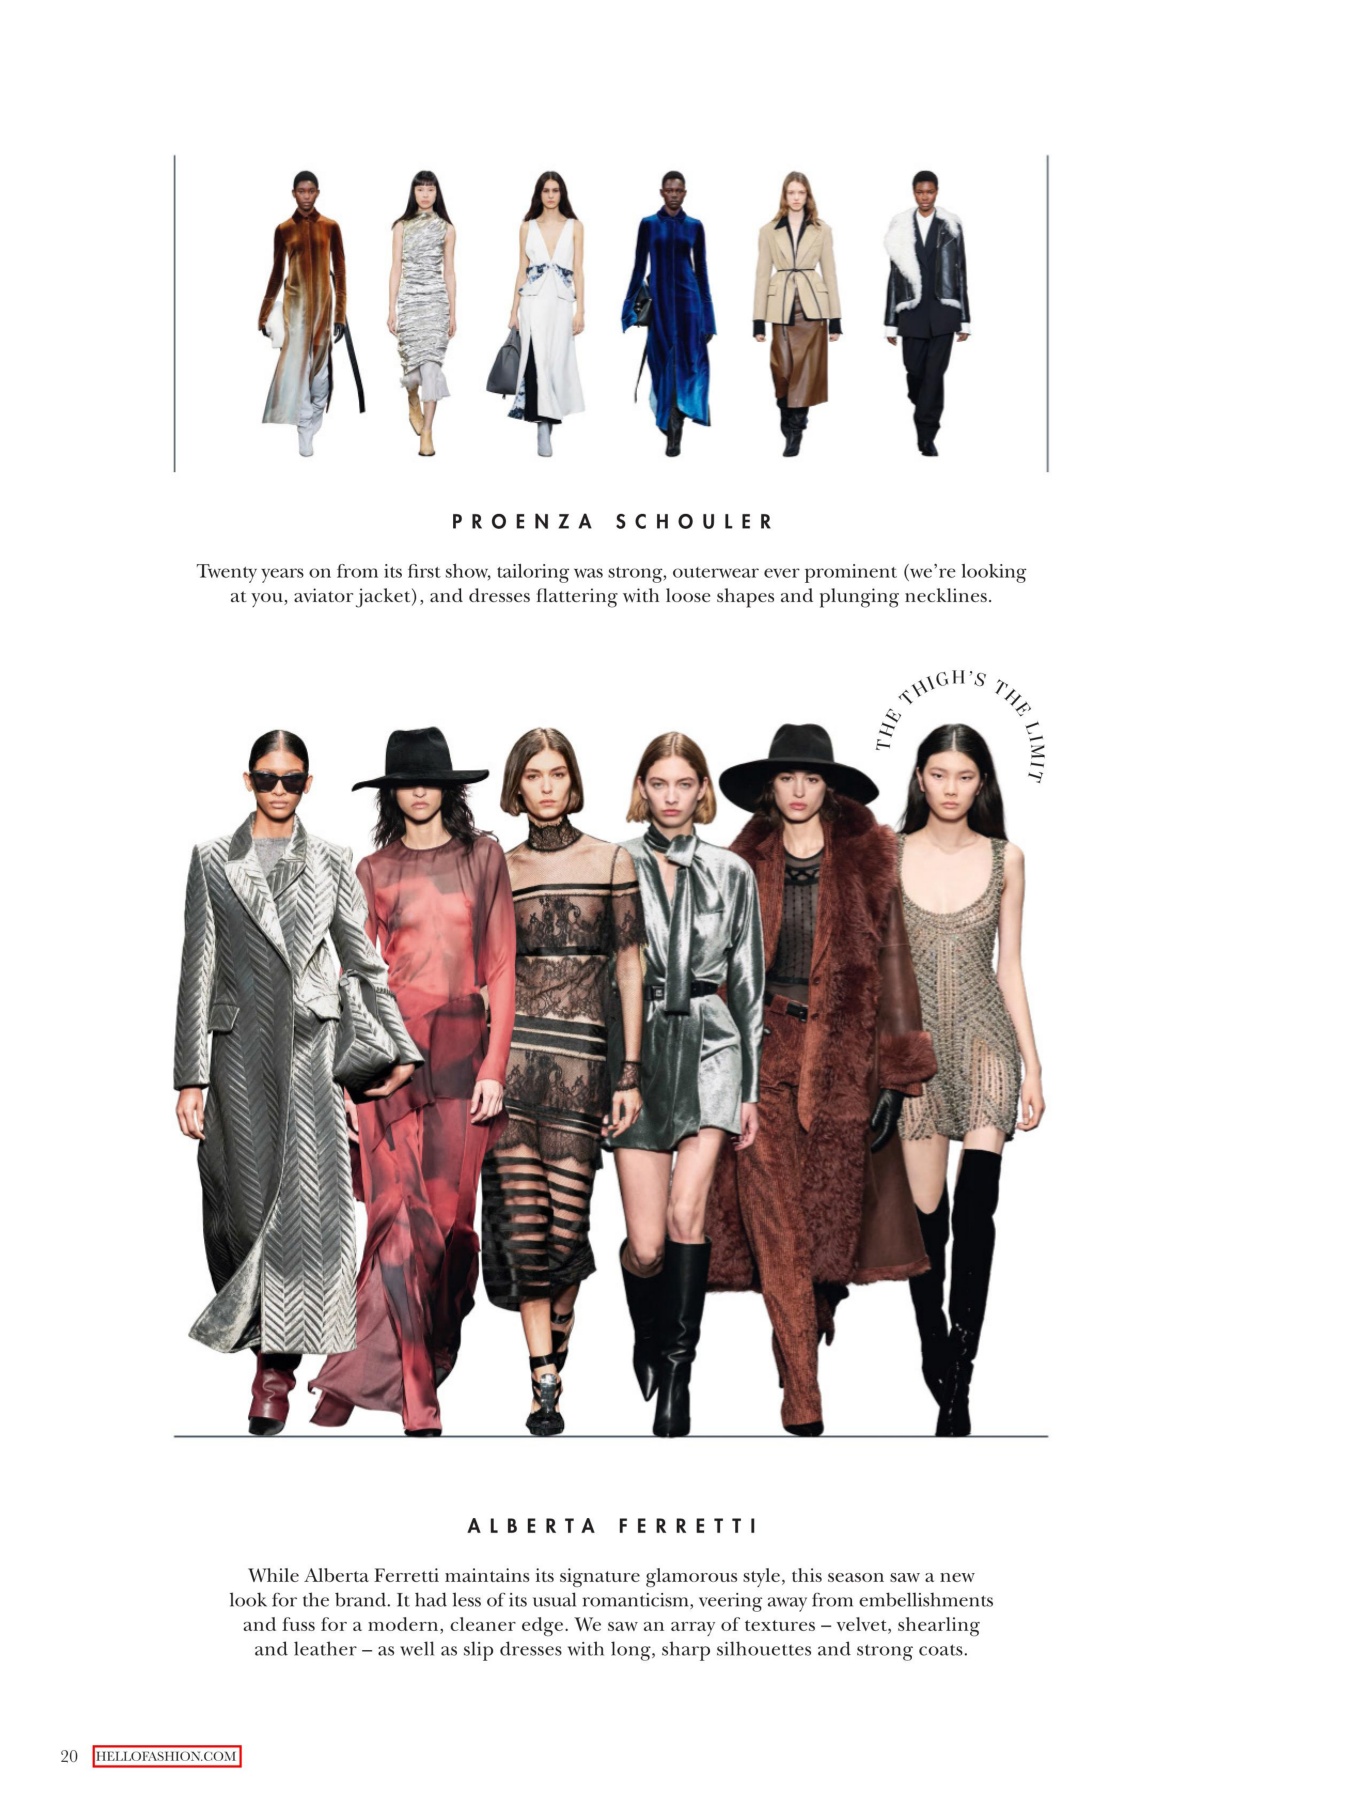 PROENZA SCHOULER
Twenty years on from its first show, tailoring was strong, outerwear ever prominent (we’re looking
at you, aviator jacket), and dresses flattering with loose shapes and plunging necklines.
THE THIGH’S THE LIMIT
ALBERTA FERRETTI
While Alberta Ferretti maintains its signature glamorous style, this season saw a new
look for the brand. It had less of its usual romanticism, veering away from embellishments
and fuss for a modern, cleaner edge. We saw an array of textures – velvet, shearling
and leather – as well as slip dresses with long, sharp silhouettes and strong coats.
20 HELLOFASHION.COM